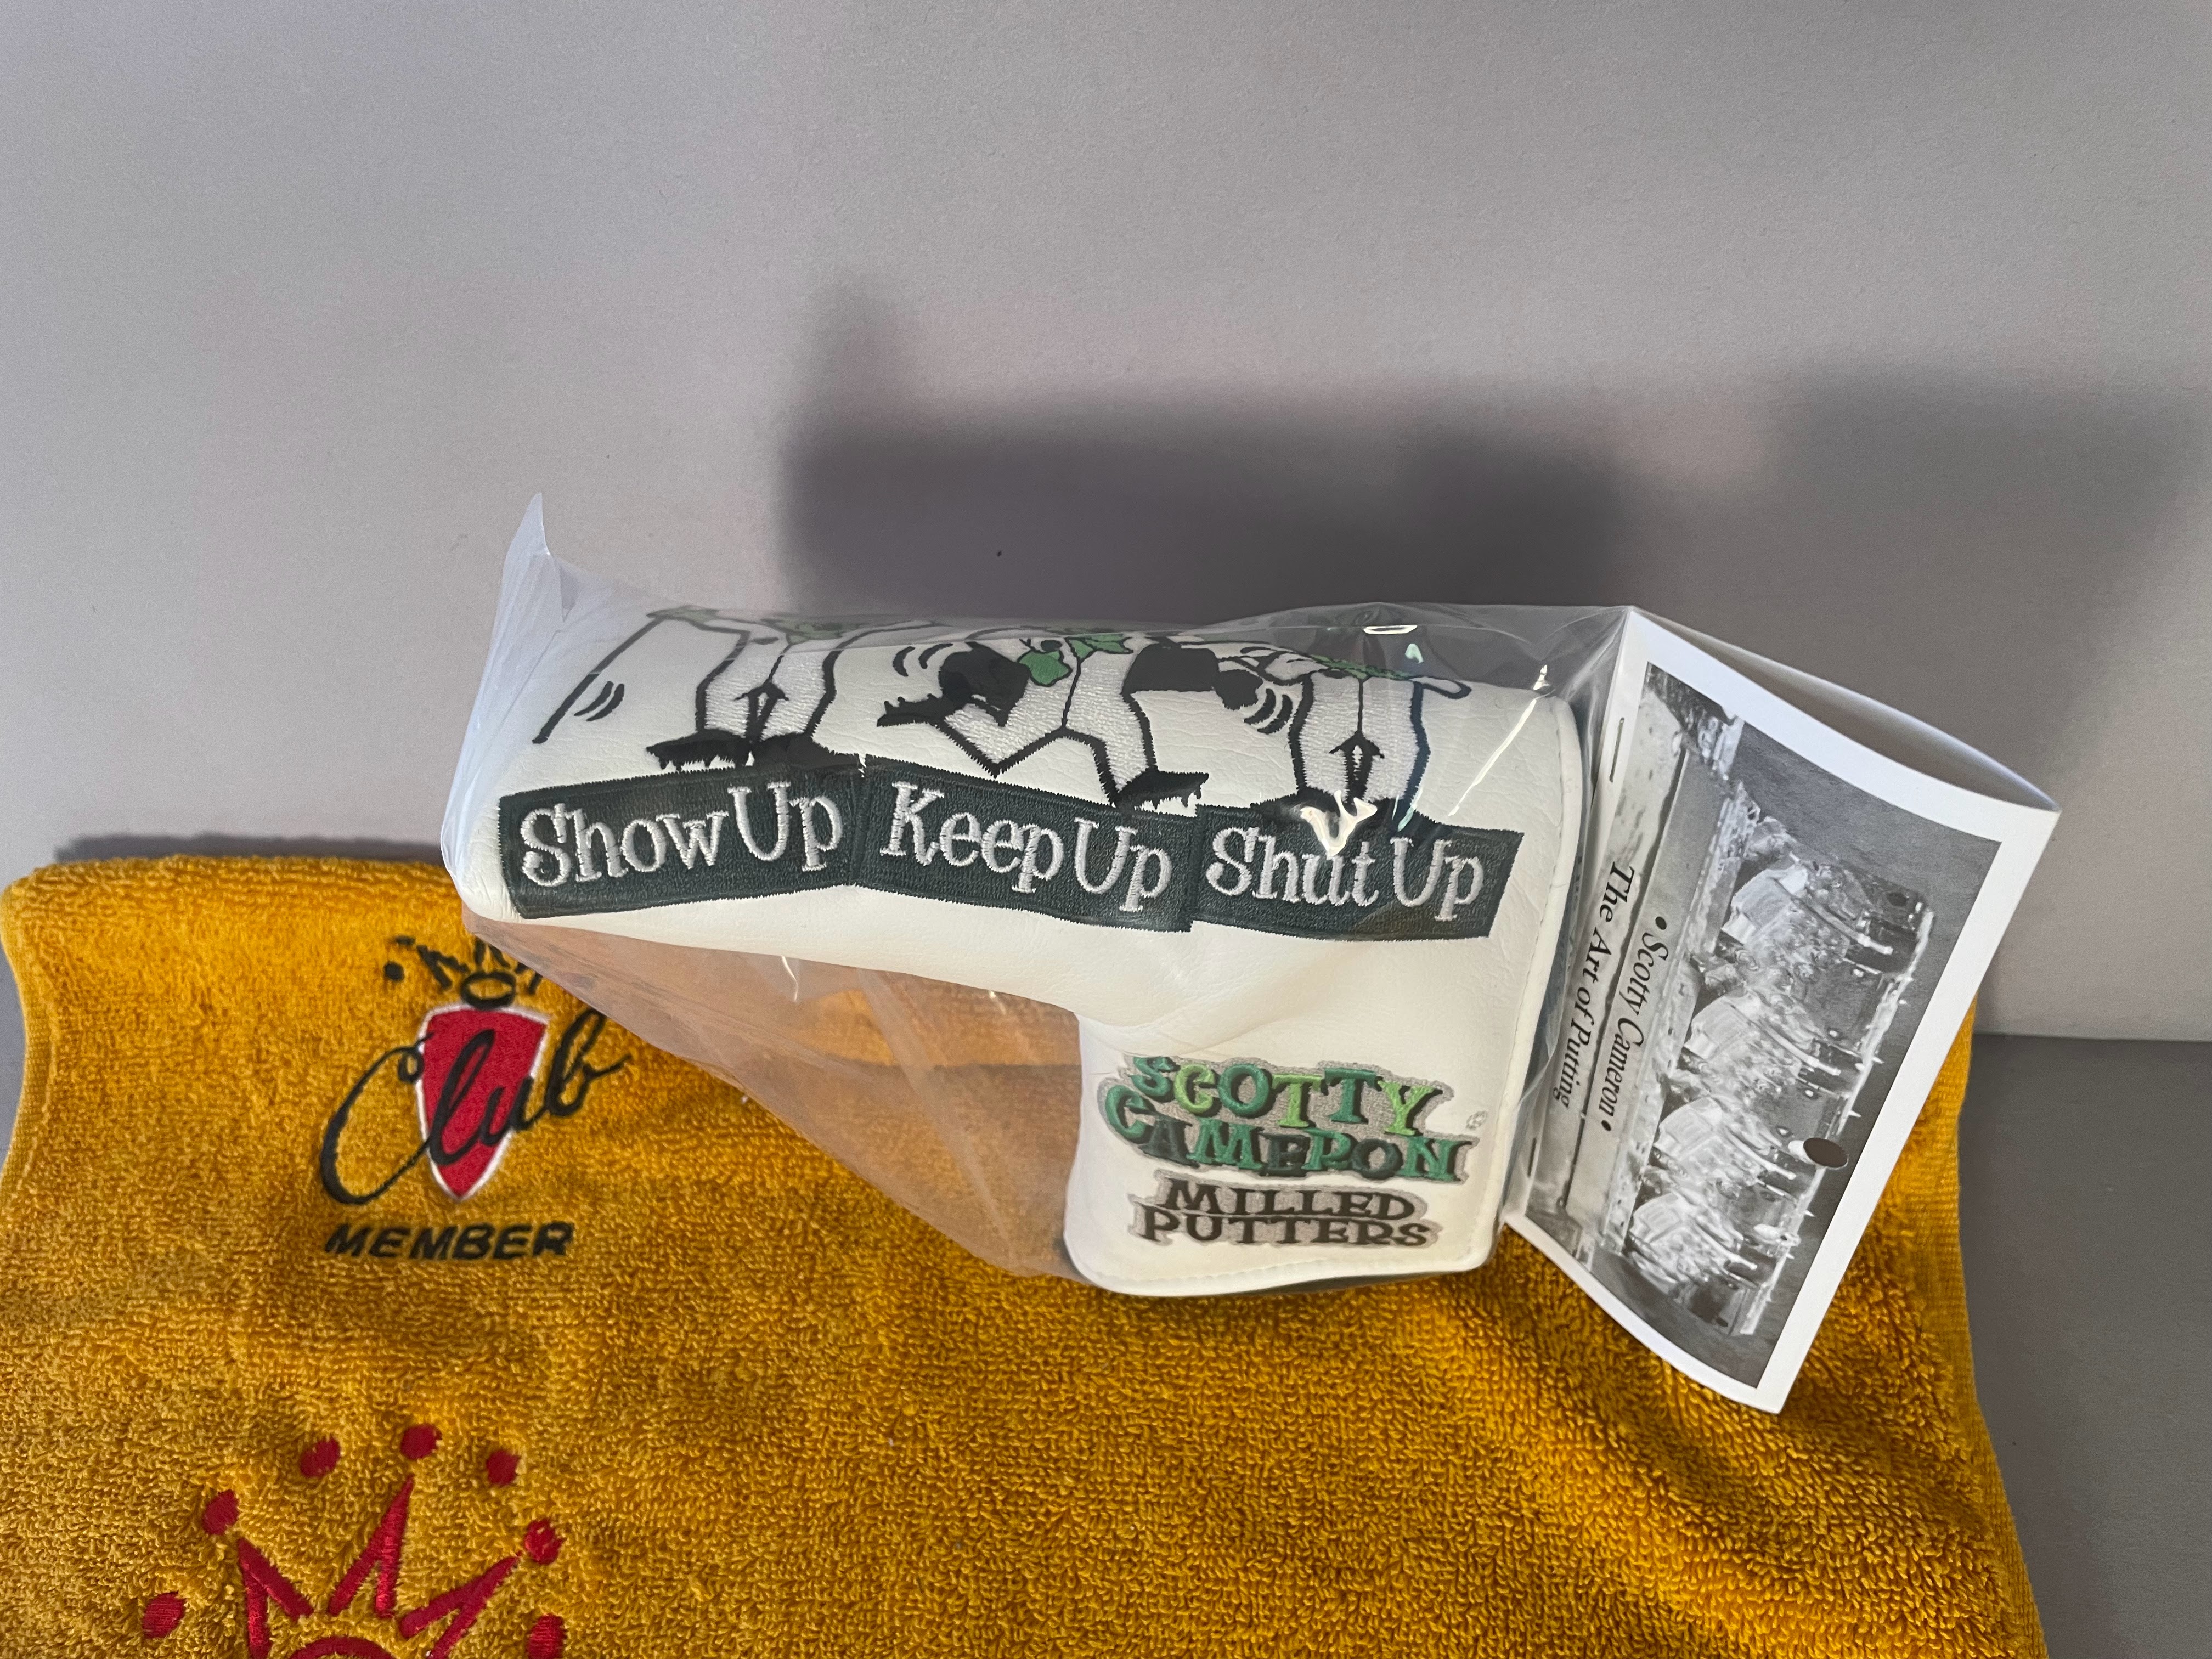 Show Up Keep Up Shut Up
SCOTTY
CAMERON
®
MILLED
PUTTERS
• Scotty Cameron •
The Art of Putting
Club
MEMBER